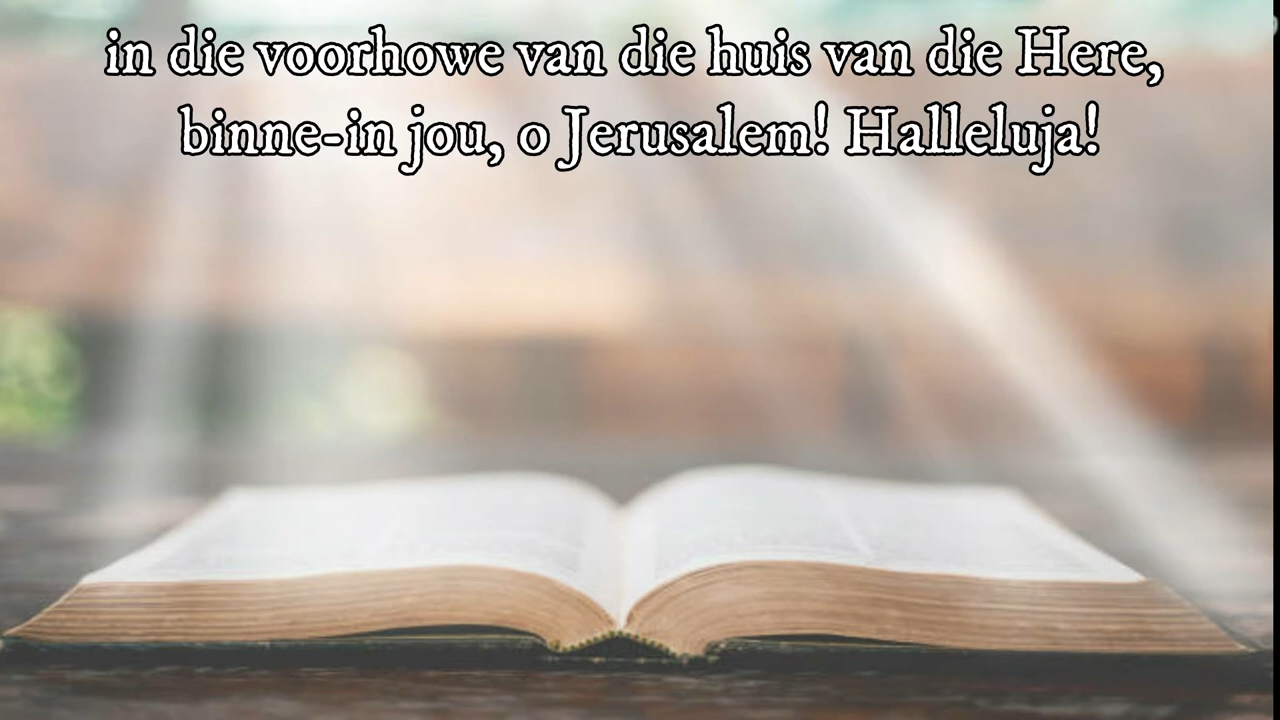 in die voorhowe van die huis van die Here,
binne-in jou, o Jerusalem! Halleluja!